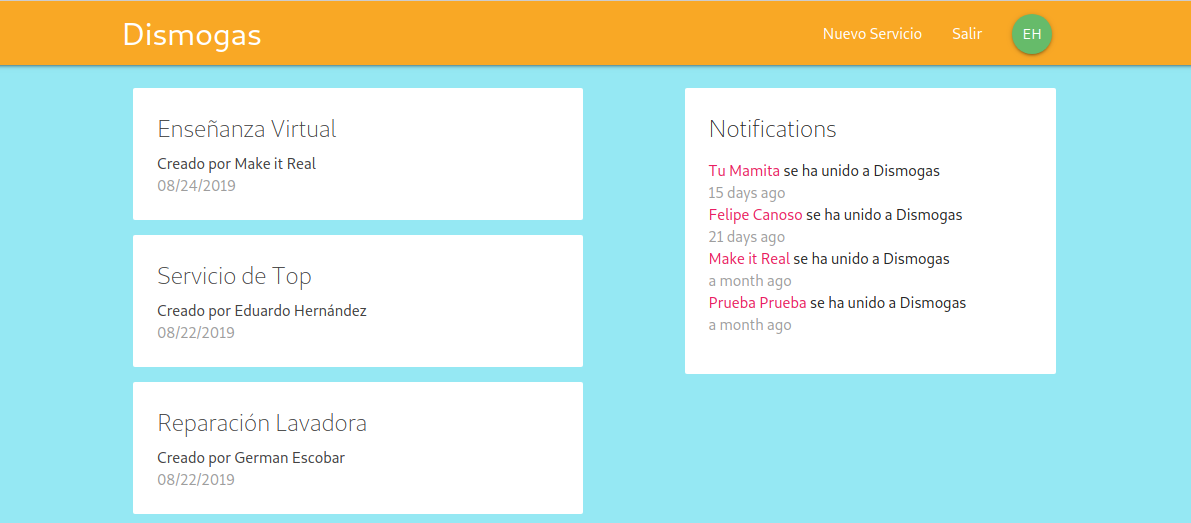 Dismogas
Nuevo Servicio
Salir
EH
Enseñanza Virtual
Creado por Make it Real
08/24/2019
Servicio de Top
Creado por Eduardo Hernández
08/22/2019
Reparación Lavadora
Creado por German Escobar
08/22/2019
Notifications
Tu Mamita se ha unido a Dismogas
15 days ago
Felipe Canoso se ha unido a Dismogas
21 days ago
Make it Real se ha unido a Dismogas
a month ago
Prueba Prueba se ha unido a Dismogas
a month ago